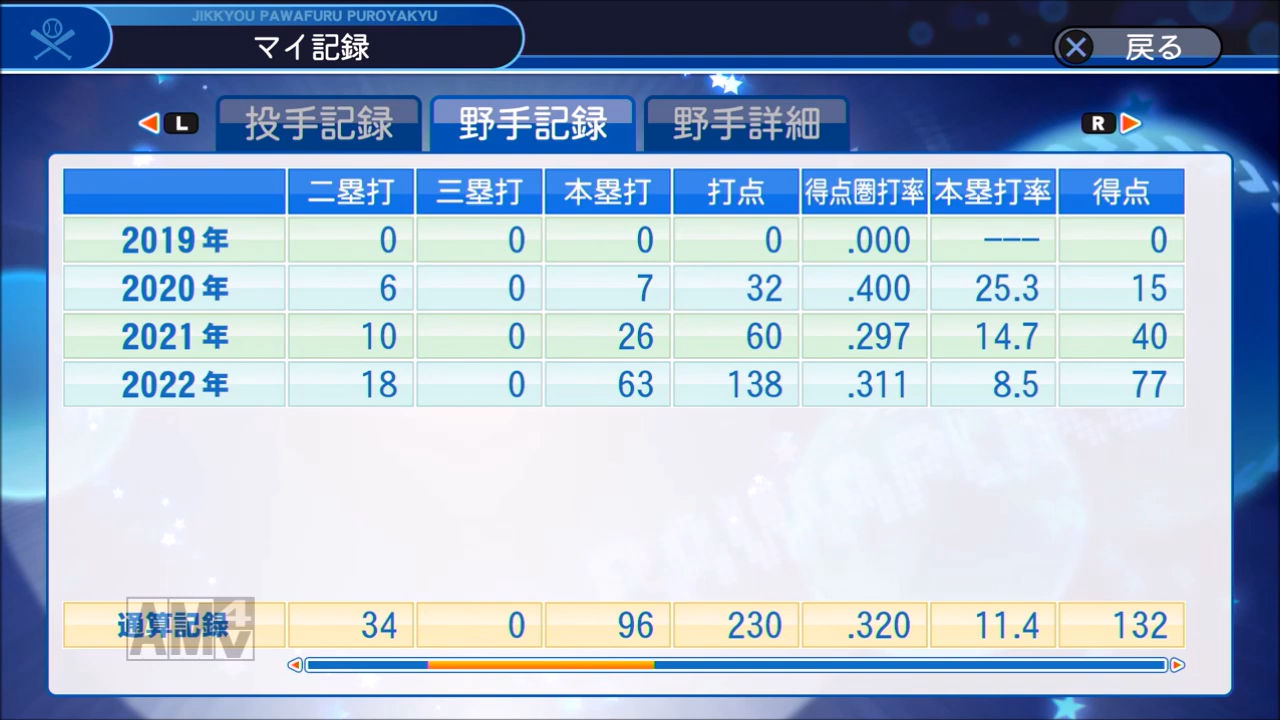 JIKKYOU PAWAFURU PUROYAKYU
マイ記録
戻る
L 投手記録 野手記録 野手詳細 R
二塁打 三塁打 本塁打 打点 得点圏打率 本塁打率 得点
2019年 0 0 0 0 .000 --- 0
2020年 6 0 7 32 .400 25.3 15
2021年 10 0 26 60 .297 14.7 40
2022年 18 0 63 138 .311 8.5 77
通算記録 34 0 96 230 .320 11.4 132
AMV4